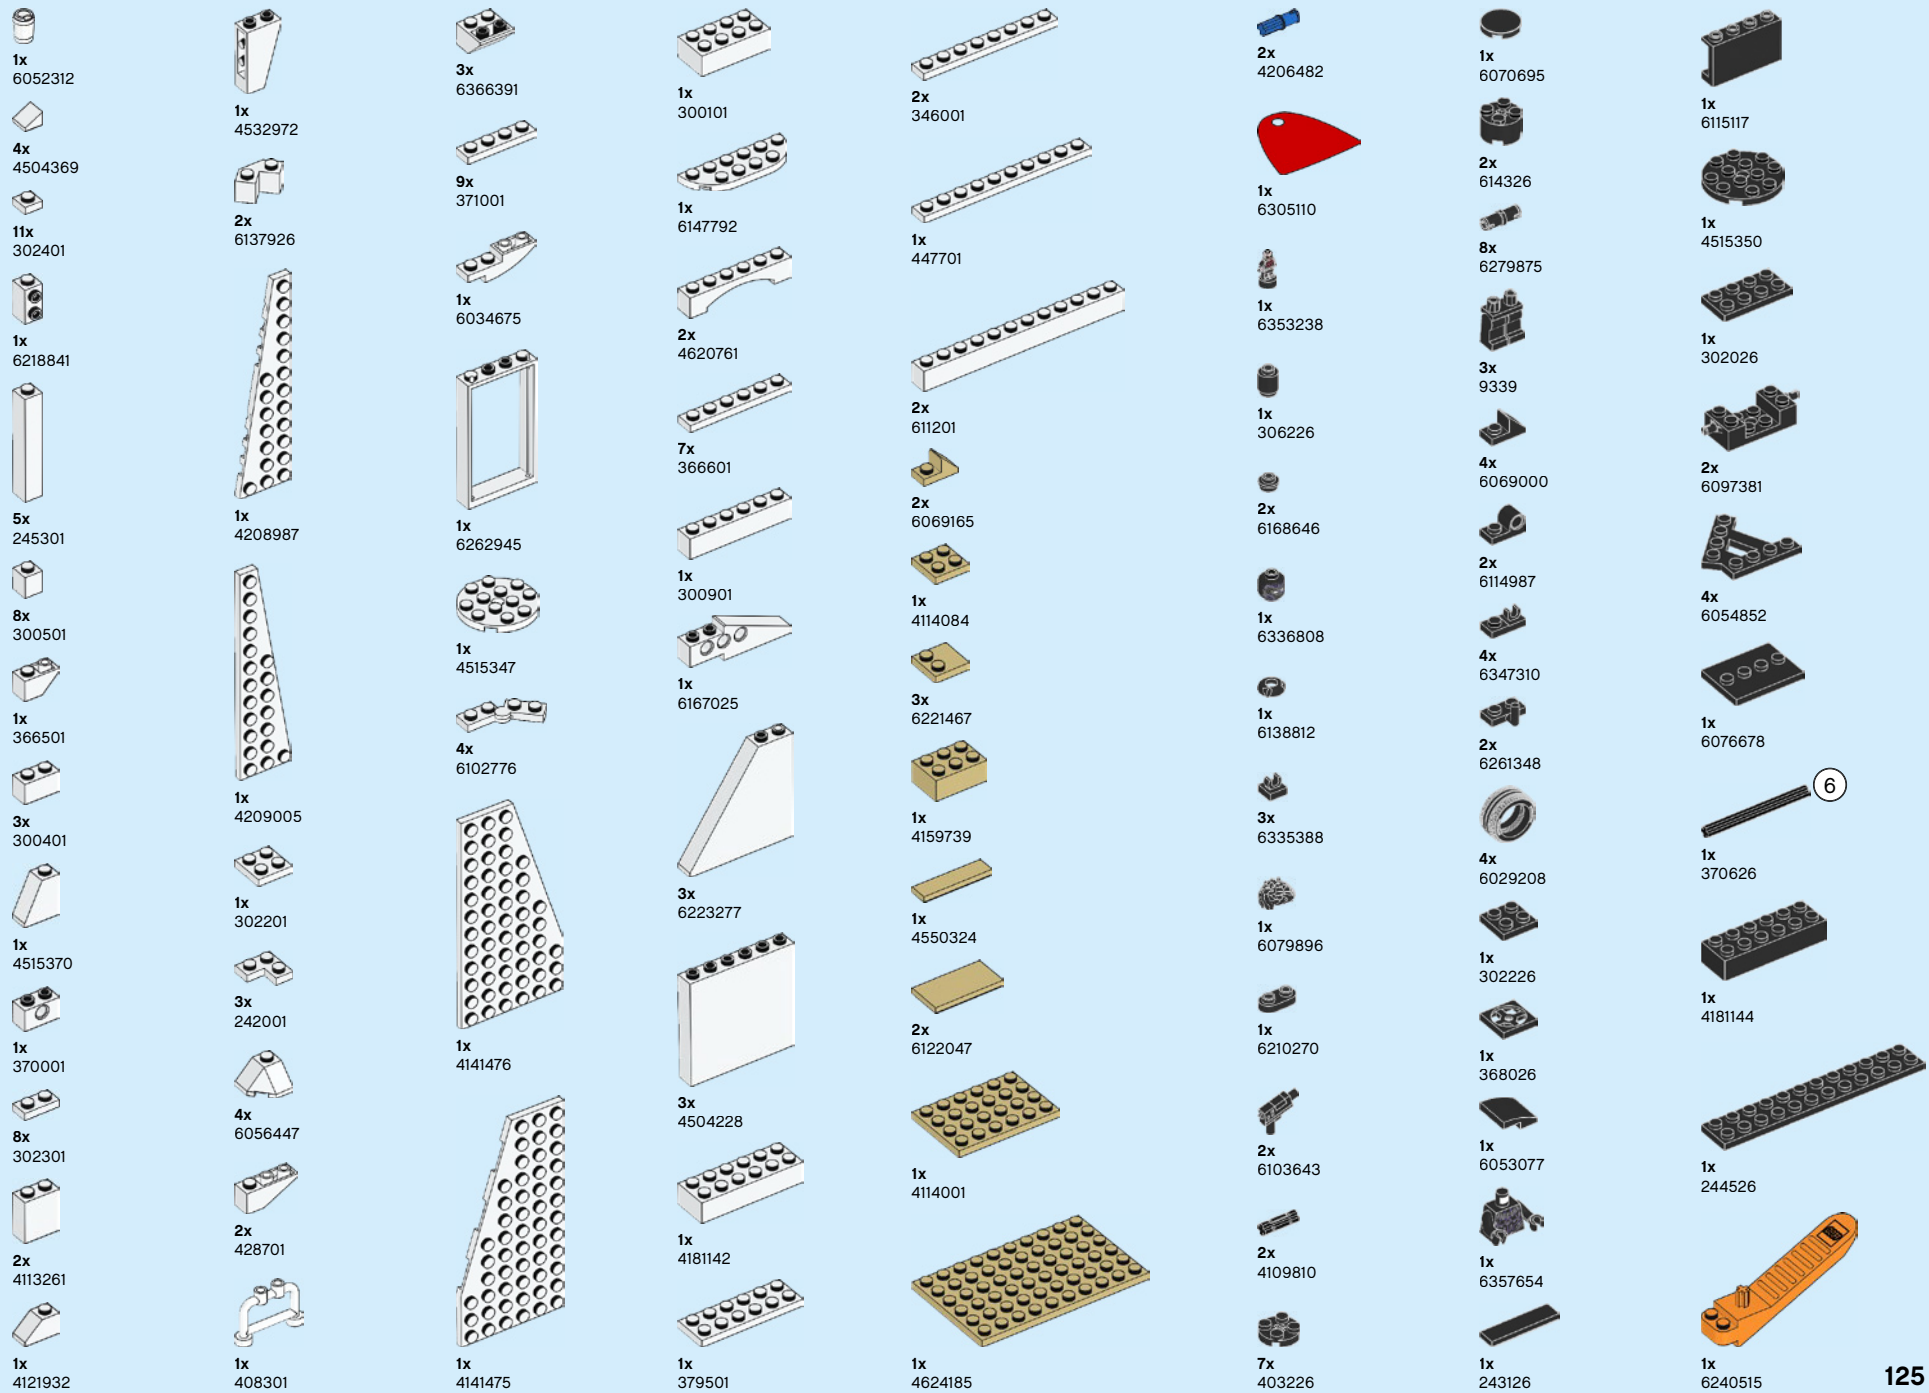 1x
6052312
4x
4504369
11x
302401
1x
6218841
5x
245301
8x
300501
1x
366501
3x
300401
1x
4515370
1x
370001
8x
302301
2x
4113261
1x
4121932
1x
4532972
2x
6137926
1x
4208987
1x
4209005
1x
302201
3x
242001
4x
6056447
2x
428701
1x
408301
3x
6366391
9x
371001
1x
6034675
1x
6262945
1x
4515347
4x
6102776
1x
4141476
1x
4141475
1x
300101
1x
6147792
2x
4620761
7x
366601
1x
300901
1x
6167025
3x
6223277
3x
4504228
1x
4181142
1x
379501
2x
346001
1x
447701
2x
611201
2x
6069165
1x
4114084
3x
6221467
1x
4159739
1x
4550324
2x
6122047
1x
4114001
1x
4624185
2x
4206482
1x
6305110
1x
6353238
1x
306226
2x
6168646
1x
6336808
1x
6138812
3x
6335388
1x
6079896
1x
6210270
2x
6103643
2x
4109810
7x
403226
1x
6070695
2x
614326
8x
6279875
3x
9339
4x
6069000
2x
6114987
4x
6347310
2x
6261348
4x
6029208
1x
302226
1x
368026
1x
6053077
1x
6357654
1x
243126
1x
6115117
1x
4515350
1x
302026
2x
6097381
4x
6054852
1x
6076678
6
1x
370626
1x
4181144
1x
244526
1x
6240515
125